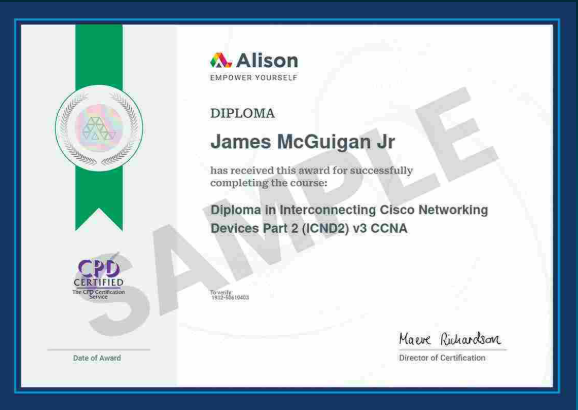 Alison
EMPOWER YOURSELF
DIPLOMA
James McGuigan Jr
has received this award for successfully
completing the course:
Diploma in Interconnecting Cisco Networking
Devices Part 2 (ICND2) v3 CCNA
SAMPLE
CPD
CERTIFIED
The CPD Certification
Service
To verify
Date of Award
Maeve Richardson
Director of Certification